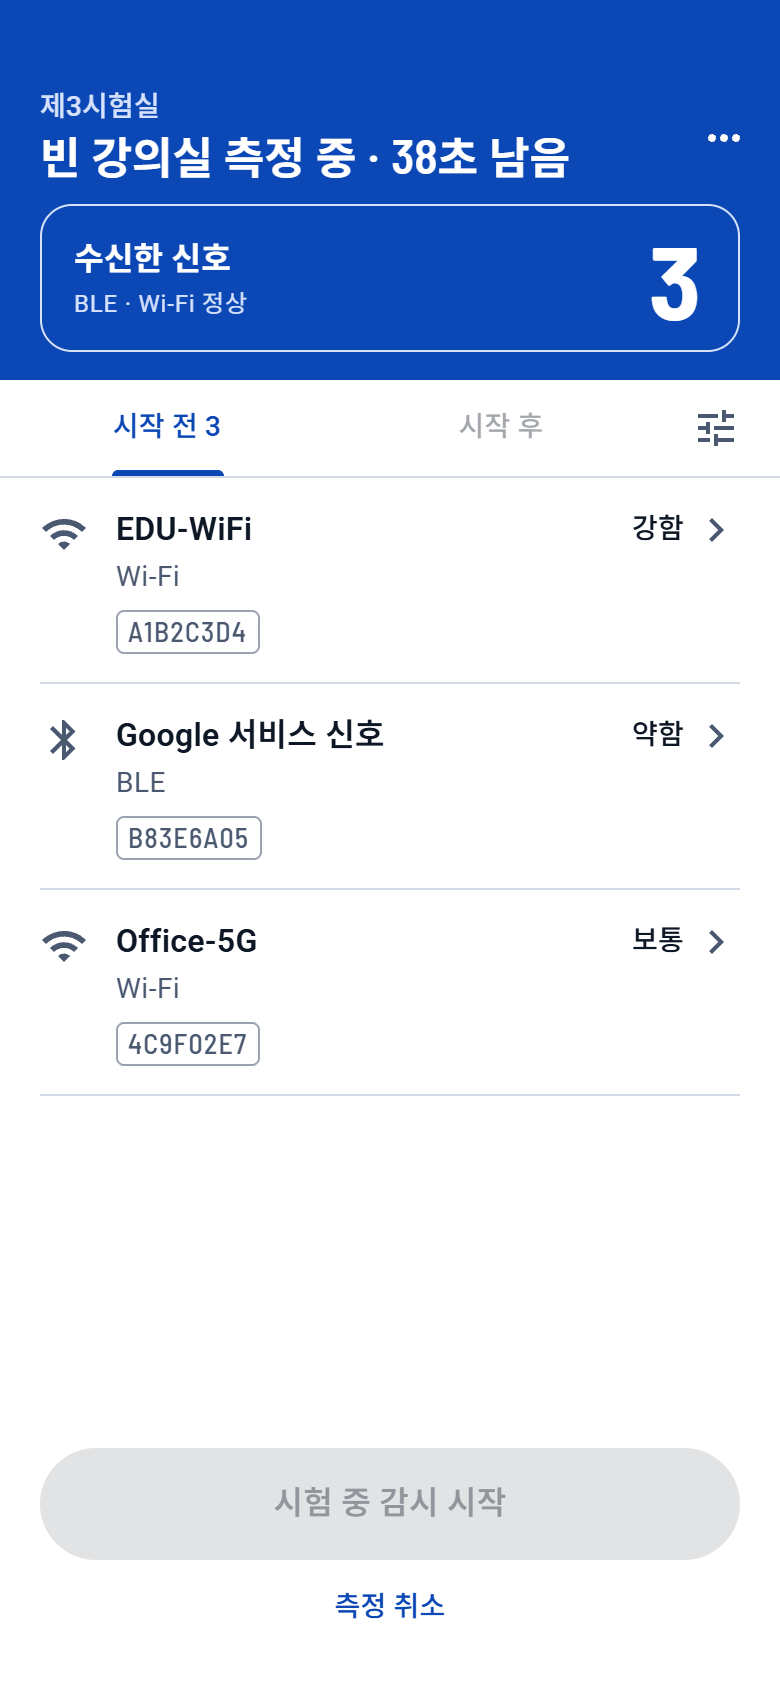 제3시험실
빈 강의실 측정 중 · 38초 남음
수신한 신호
BLE · Wi-Fi 정상
3
시작 전 3
시작 후
EDU-WiFi
강함
Wi-Fi
A1B2C3D4
Google 서비스 신호
약함
BLE
B83E6A05
Office-5G
보통
Wi-Fi
4C9F02E7
시험 중 감시 시작
측정 취소